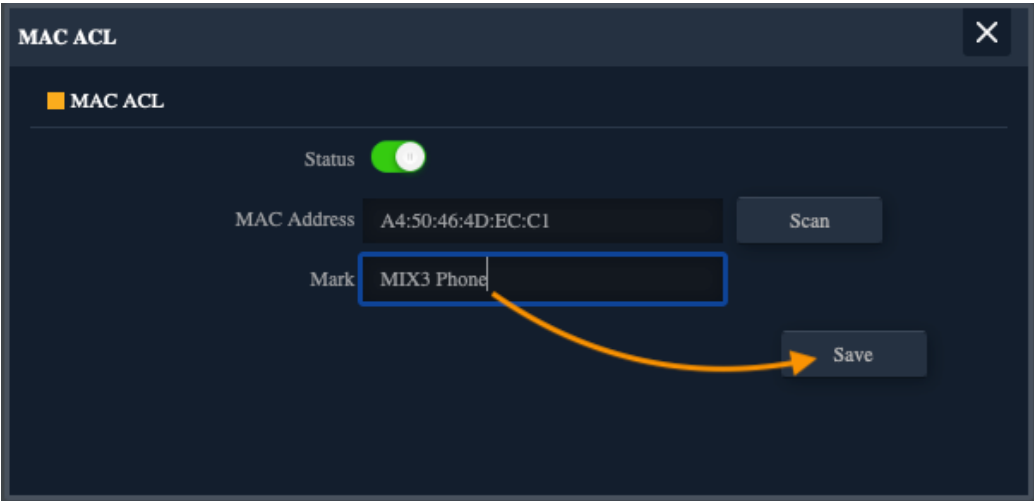 MAC ACL
MAC ACL
Status
MAC Address A4:50:46:4D:EC:C1 Scan
Mark MIX3 Phone
Save